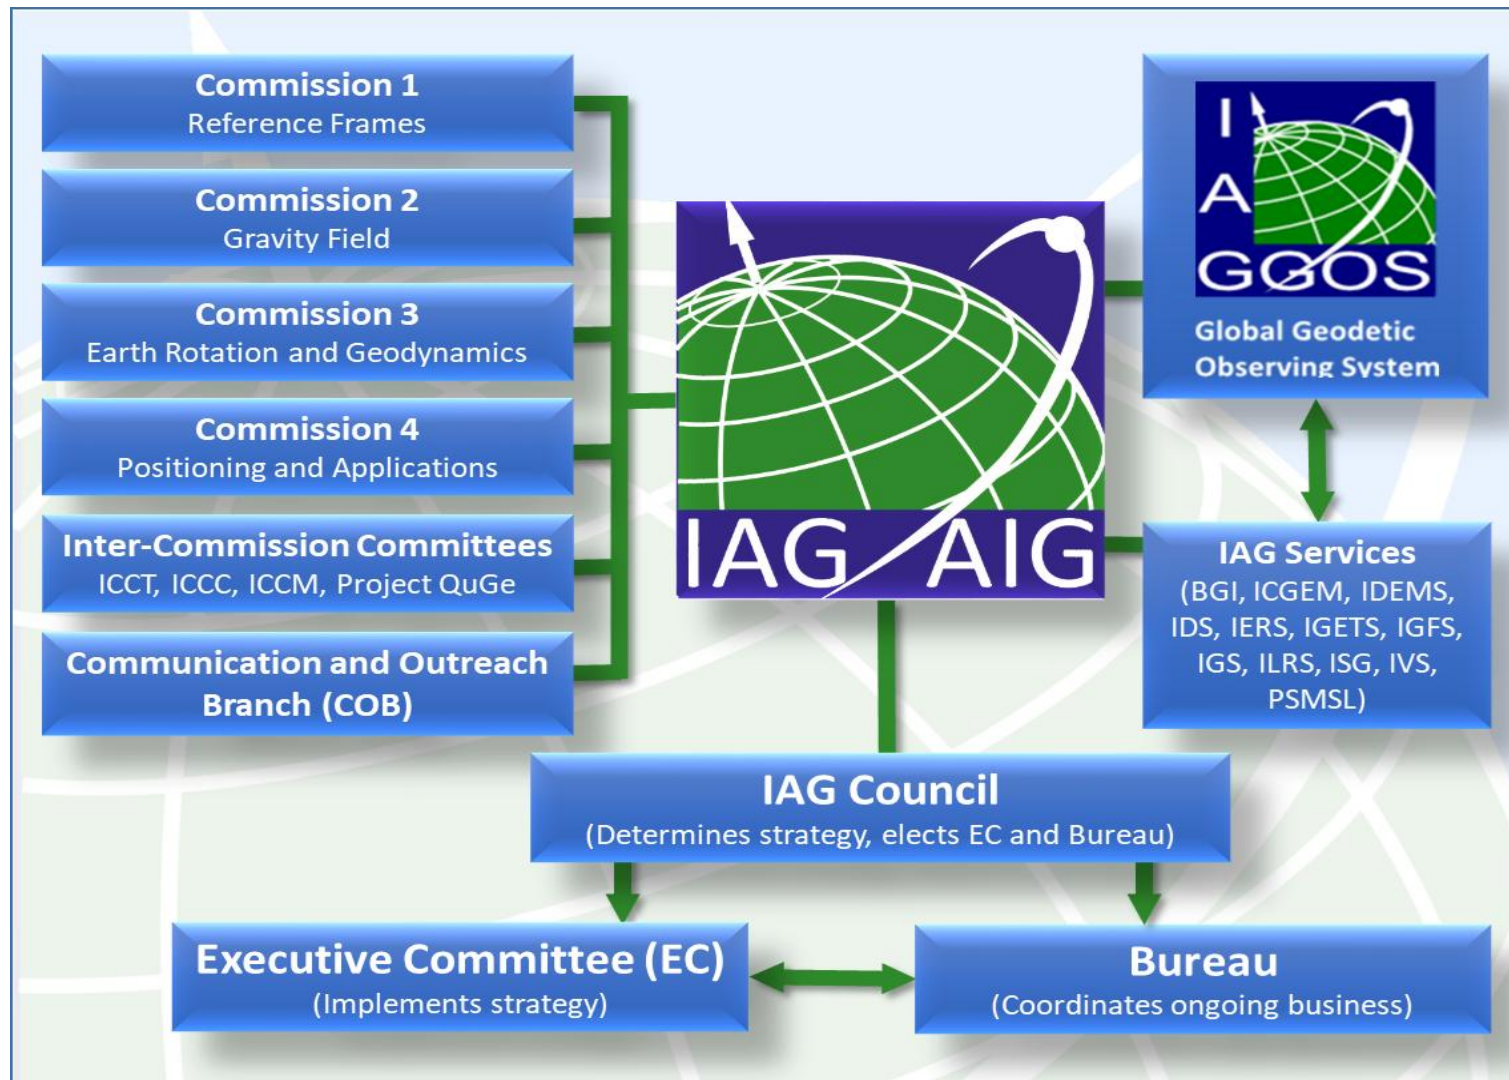 Commission 1
Reference Frames
Commission 2
Gravity Field
Commission 3
Earth Rotation and Geodynamics
Commission 4
Positioning and Applications
Inter-Commission Committees
ICCT, ICCC, ICCM, Project QuGe
Communication and Outreach
Branch (COB)
IAG AIG
I
A
GGOS
Global Geodetic
Observing System
IAG Services
(BGI, ICGEM, IDEMS,
IDS, IERS, IGETS, IGFS,
IGS, ILRS, ISG, IVS,
PSMSL)
IAG Council
(Determines strategy, elects EC and Bureau)
Executive Committee (EC)
(Implements strategy)
Bureau
(Coordinates ongoing business)